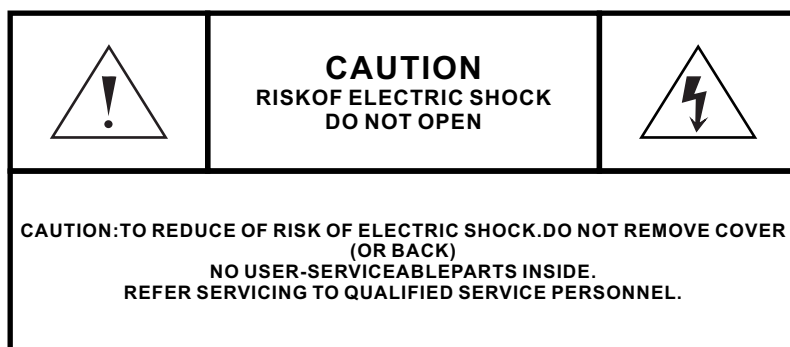 CAUTION
RISKOF ELECTRIC SHOCK
DO NOT OPEN
CAUTION:TO REDUCE OF RISK OF ELECTRIC SHOCK.DO NOT REMOVE COVER
(OR BACK)
NO USER-SERVICEABLEPARTS INSIDE.
REFER SERVICING TO QUALIFIED SERVICE PERSONNEL.